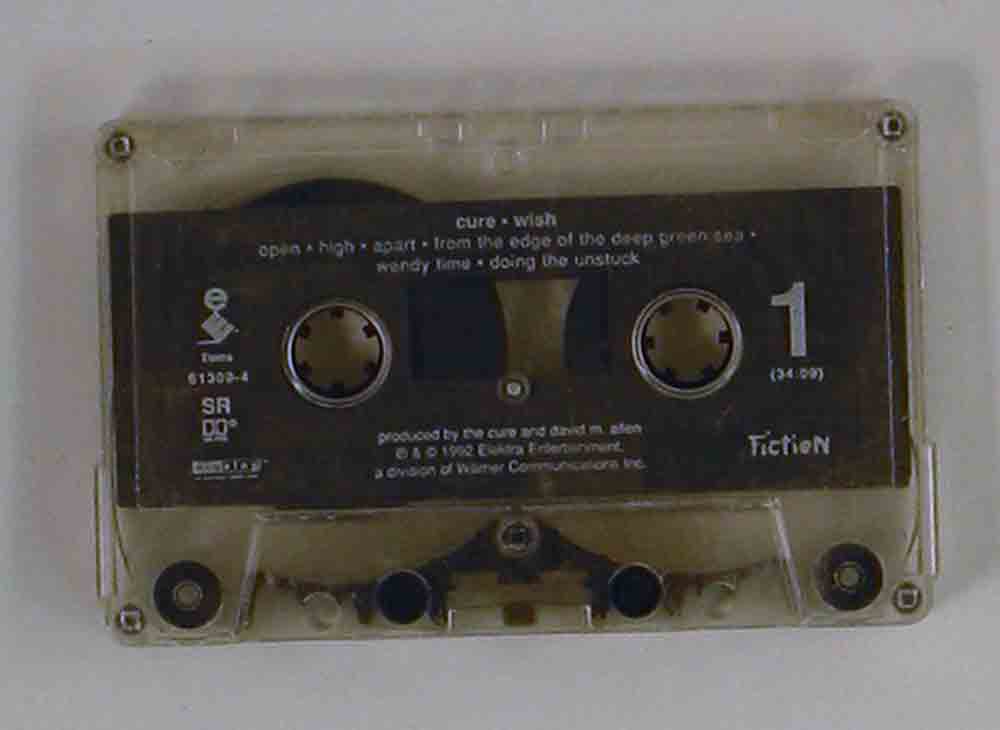 cure • wish
open • high • apart • from the edge of the deep green sea •
wendy time • doing the unstuck
e
61309-4
SR
1
(34:09)
produced by the cure and david m. allen
© & ℗ 1992 Elektra Entertainment,
a division of Warner Communications Inc.
FictioN